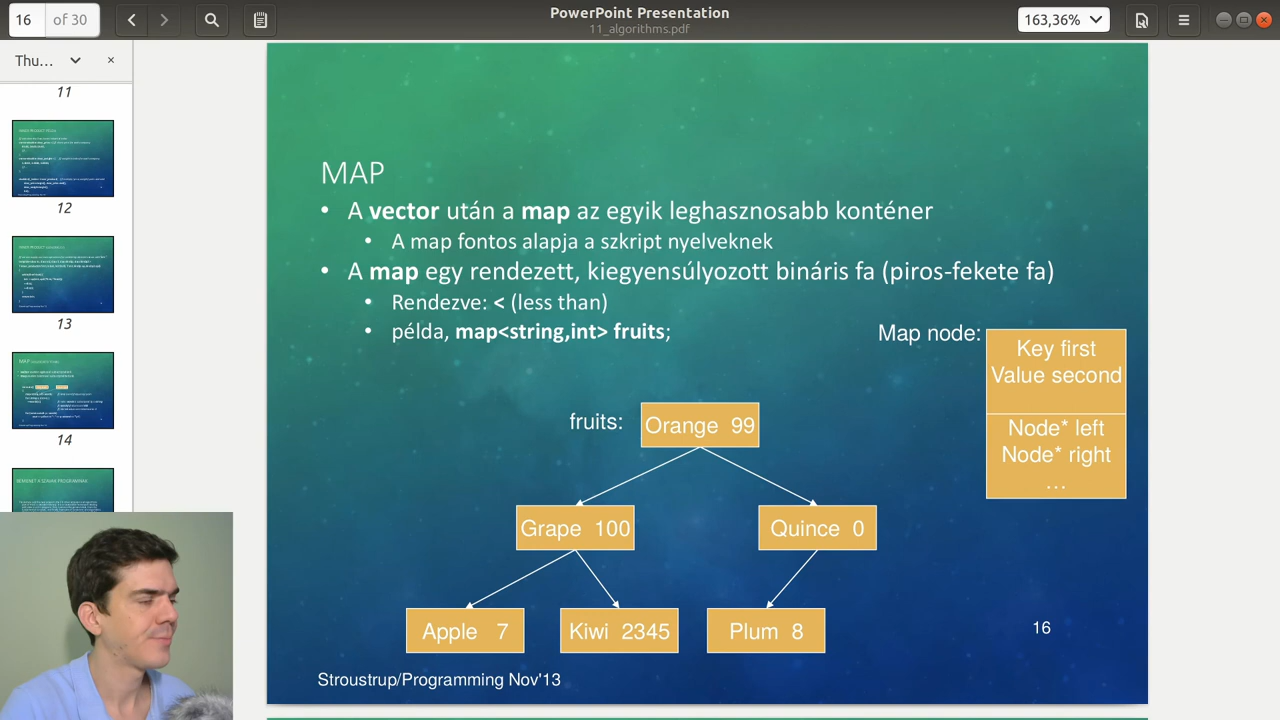 16 of 30
PowerPoint Presentation
11_algorithms.pdf
163,36%
Thu...
11
12
13
14
MAP
• A vector után a map az egyik leghasznosabb konténer
• A map fontos alapja a szkript nyelveknek
• A map egy rendezett, kiegyensúlyozott bináris fa (piros-fekete fa)
• Rendezve: < (less than)
• példa, map<string,int> fruits;
Map node:
Key first
Value second
Node* left
Node* right
…
fruits:
Orange 99
Grape 100
Quince 0
Apple 7
Kiwi 2345
Plum 8
16
Stroustrup/Programming Nov'13